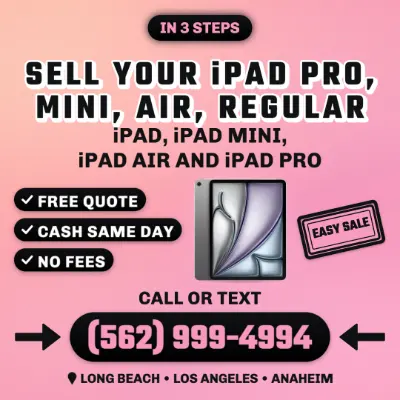 IN 3 STEPS
SELL YOUR iPAD PRO,
MINI, AIR, REGULAR
iPAD, iPAD MINI,
iPAD AIR AND iPAD PRO
FREE QUOTE
CASH SAME DAY
NO FEES
EASY SALE
CALL OR TEXT
(562) 999-4994
LONG BEACH • LOS ANGELES • ANAHEIM